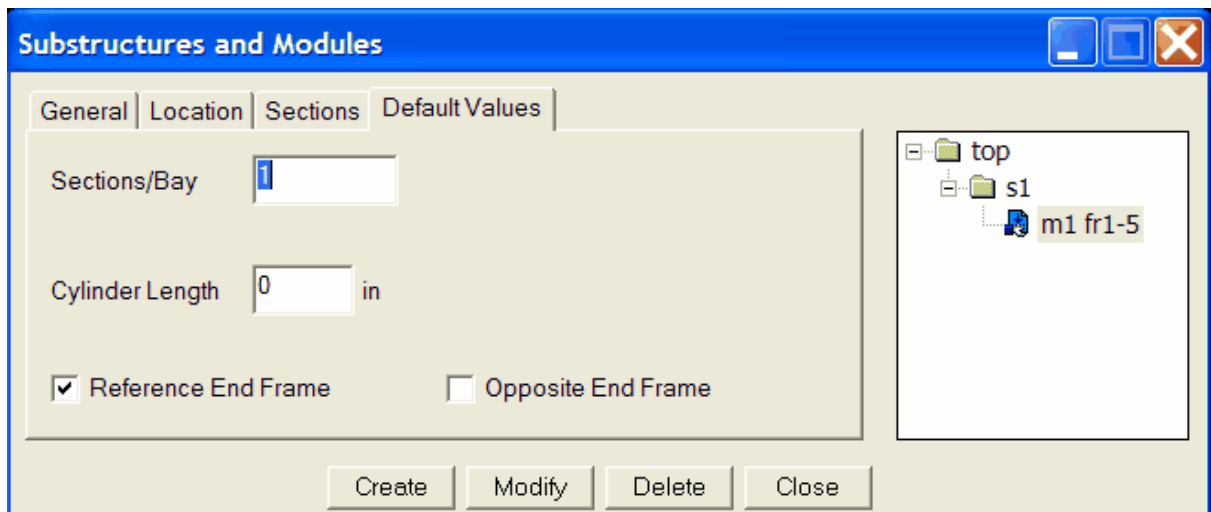 Substructures and Modules
General Location Sections Default Values
Sections/Bay 1
Cylinder Length 0 in
Reference End Frame Opposite End Frame
top
s1
m1 fr1-5
Create Modify Delete Close